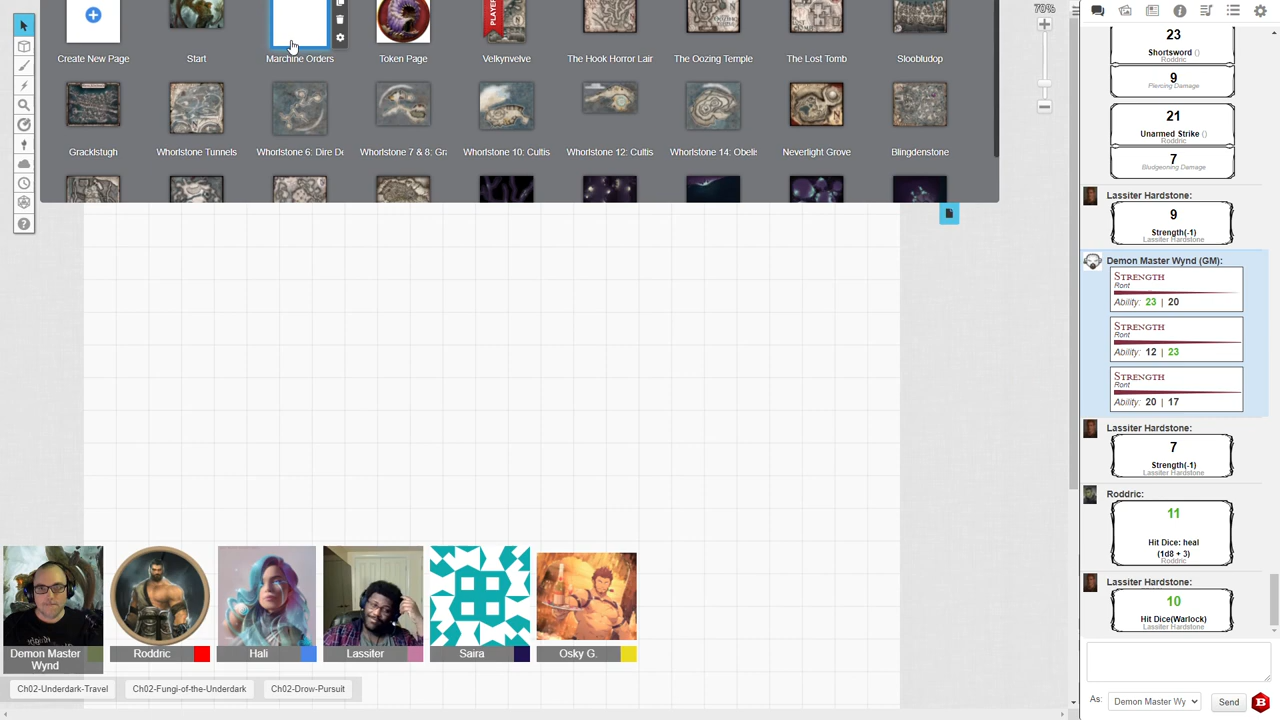 Create New Page
Start
Marchine Orders
Token Page
PLAYER
Velkynvelve
The Hook Horror Lair
The Oozing Temple
The Lost Tomb
Sloobludop
Gracklstugh
Whorlstone Tunnels
Whorlstone 6: Dire De
Whorlstone 7 & 8: Gra
Whorlstone 10: Cultis
Whorlstone 12: Cultis
Whorlstone 14: Obelis
Neverlight Grove
Blingdenstone
70%
23
Shortsword ()
Roddric
9
Piercing Damage
21
Unarmed Strike ()
Roddric
7
Bludgeoning Damage
Lassiter Hardstone:
9
Strength(-1)
Lassiter Hardstone
Demon Master Wynd (GM):
STRENGTH
Ront
Ability: 23 | 20
STRENGTH
Ront
Ability: 12 | 23
STRENGTH
Ront
Ability: 20 | 17
Lassiter Hardstone:
7
Strength(-1)
Lassiter Hardstone
Roddric:
11
Hit Dice: heal
(1d8 + 3)
Roddric
Lassiter Hardstone:
10
Hit Dice(Warlock)
Lassiter Hardstone
Demon Master
Wynd
Roddric
Hali
Lassiter
Saira
Osky G.
Ch02-Underdark-Travel
Ch02-Fungi-of-the-Underdark
Ch02-Drow-Pursuit
As:
Demon Master Wy
Send